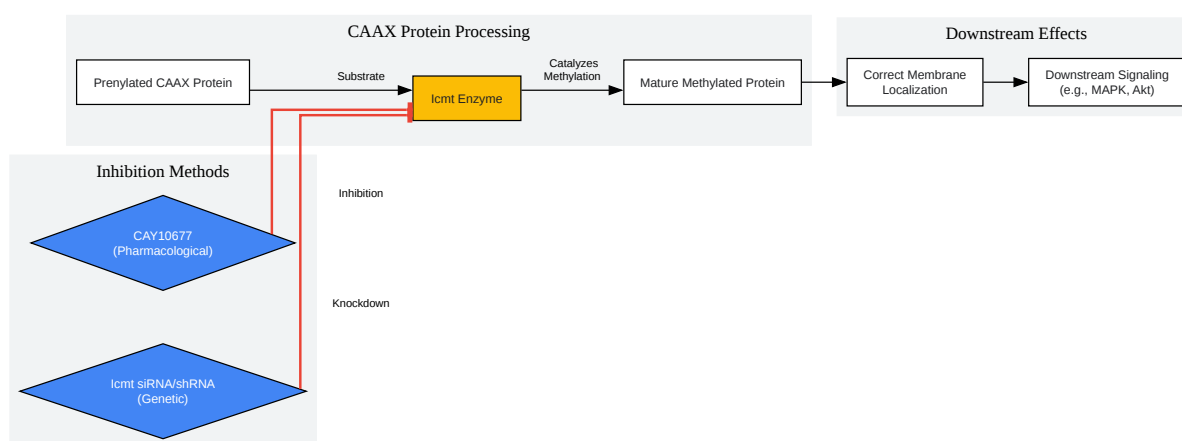 CAAX Protein Processing
Downstream Effects
Prenylated CAAX Protein
Substrate
Icmt Enzyme
Catalyzes
Methylation
Mature Methylated Protein
Correct Membrane
Localization
Downstream Signaling
(e.g., MAPK, Akt)
Inhibition Methods
Inhibition
CAY10677
(Pharmacological)
Knockdown
Icmt siRNA/shRNA
(Genetic)